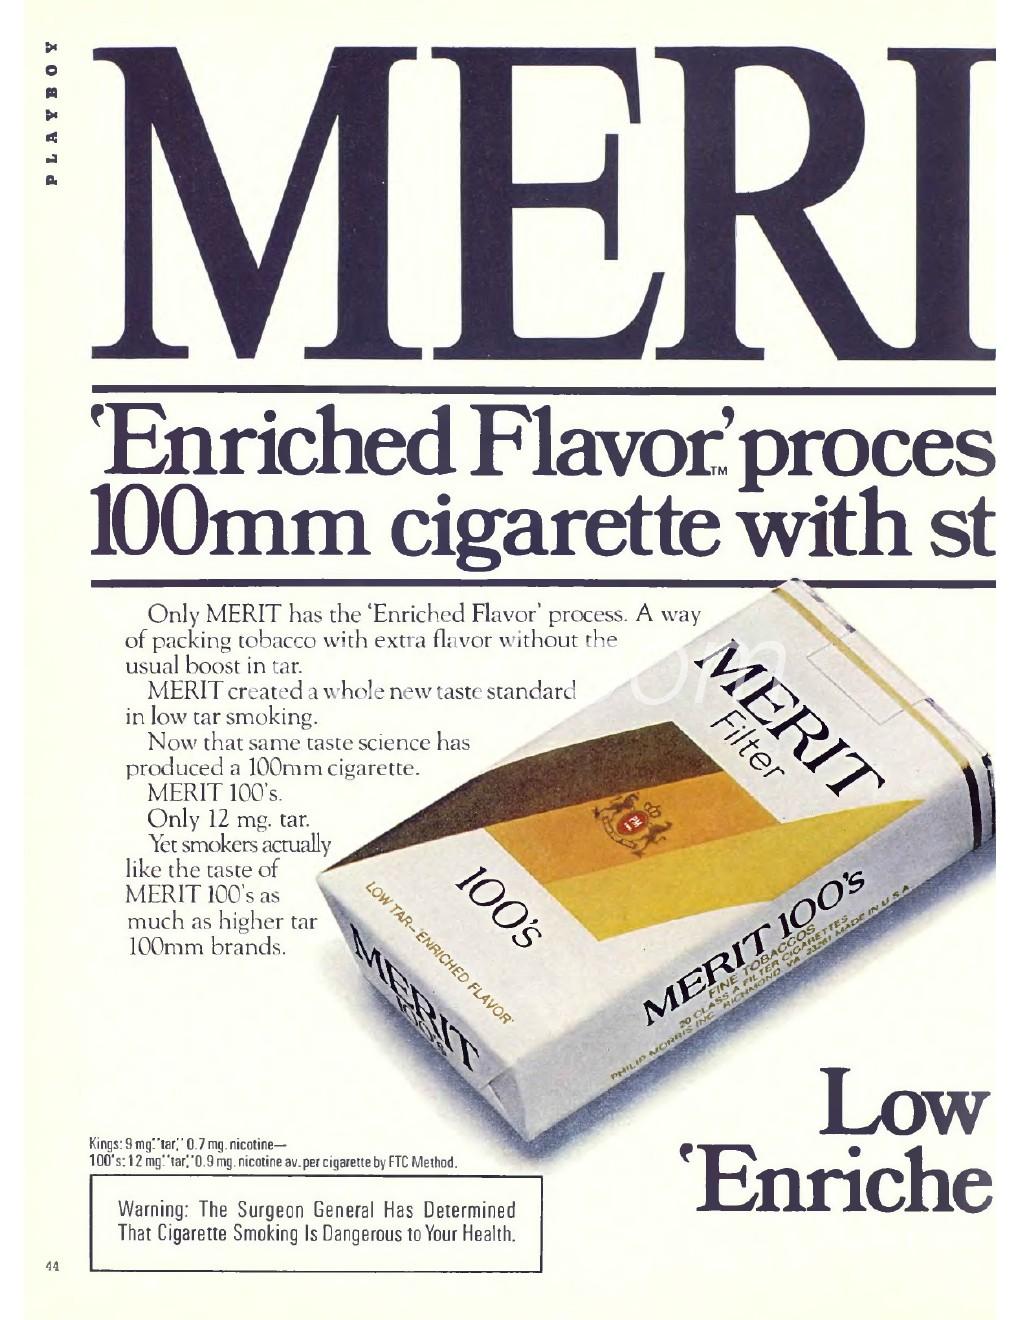 PLAYBOY
MERI
'Enriched Flavor,'™ proces
100mm cigarette with st
Only MERIT has the 'Enriched Flavor' process. A way
of packing tobacco with extra flavor without the
usual boost in tar.
MERIT created a whole new taste standard
in low tar smoking.
Now that same taste science has
produced a 100mm cigarette.
MERIT 100's.
Only 12 mg. tar.
Yet smokers actually
like the taste of
MERIT 100's as
much as higher tar
100mm brands.
MERIT
Filter
100's
LOW TAR–'ENRICHED FLAVOR'
MERIT
100's
MERIT 100's
FINE TOBACCOS
20 CLASS A FILTER CIGARETTES
PHILIP MORRIS INC. RICHMOND, VA. 23261 MADE IN U.S.A.
Low
'Enriche
Kings: 9 mg. "tar," 0.7 mg. nicotine—
100's: 12 mg. "tar," 0.9 mg. nicotine av. per cigarette by FTC Method.
Warning: The Surgeon General Has Determined
That Cigarette Smoking Is Dangerous to Your Health.
44